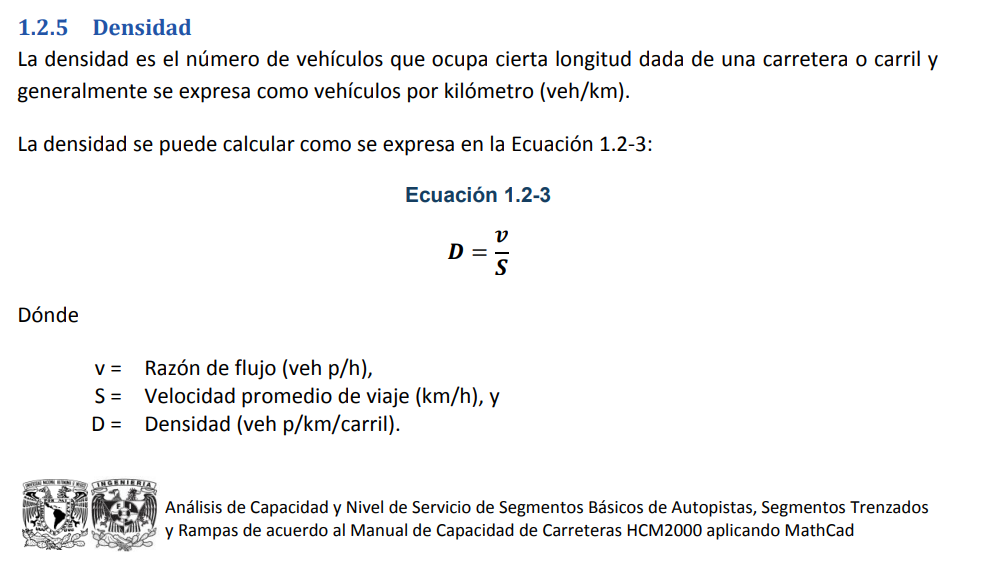 1.2.5 Densidad
La densidad es el número de vehículos que ocupa cierta longitud dada de una carretera o carril y
generalmente se expresa como vehículos por kilómetro (veh/km).
La densidad se puede calcular como se expresa en la Ecuación 1.2-3:
Ecuación 1.2-3
D = v/S
Dónde
v = Razón de flujo (veh p/h),
S = Velocidad promedio de viaje (km/h), y
D = Densidad (veh p/km/carril).
INGENIERIA
Análisis de Capacidad y Nivel de Servicio de Segmentos Básicos de Autopistas, Segmentos Trenzados
y Rampas de acuerdo al Manual de Capacidad de Carreteras HCM2000 aplicando MathCad